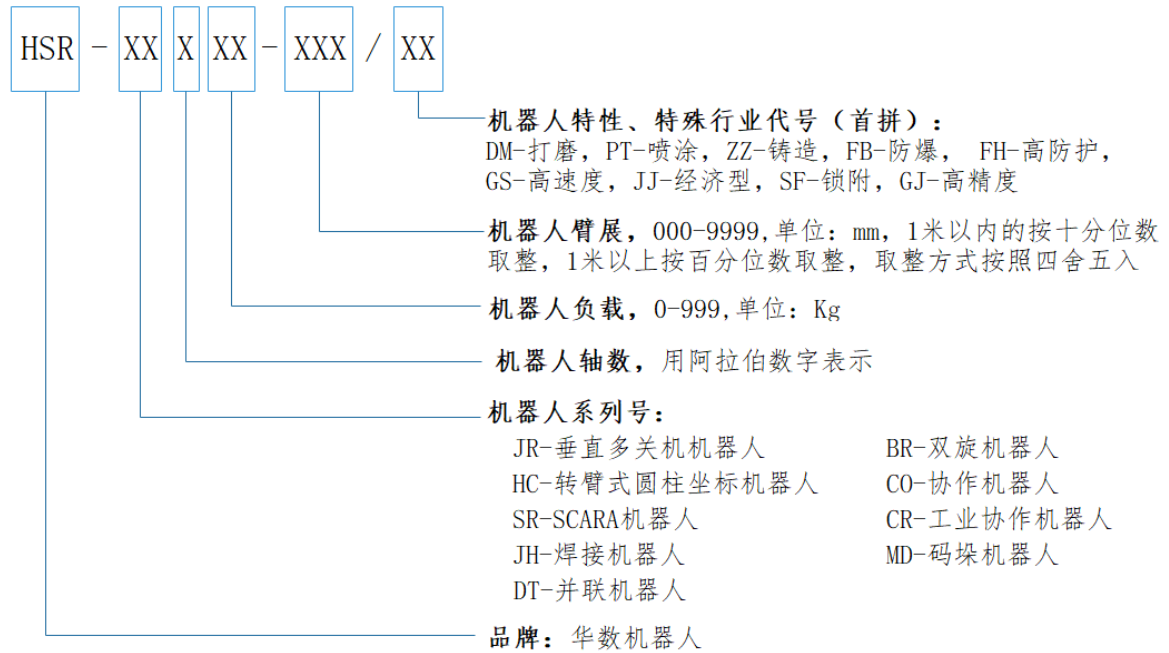 HSR - XX X XX - XXX / XX
机器人特性、特殊行业代号（首拼）：
DM-打磨，PT-喷涂，ZZ-铸造，FB-防爆， FH-高防护，
GS-高速度，JJ-经济型，SF-锁附，GJ-高精度
机器人臂展，000-9999,单位：mm，1米以内的按十分位数
取整，1米以上按百分位数取整，取整方式按照四舍五入
机器人负载，0-999,单位：Kg
机器人轴数，用阿拉伯数字表示
机器人系列号：
JR-垂直多关机机器人 BR-双旋机器人
HC-转臂式圆柱坐标机器人 CO-协作机器人
SR-SCARA机器人 CR-工业协作机器人
JH-焊接机器人 MD-码垛机器人
DT-并联机器人
品牌：华数机器人